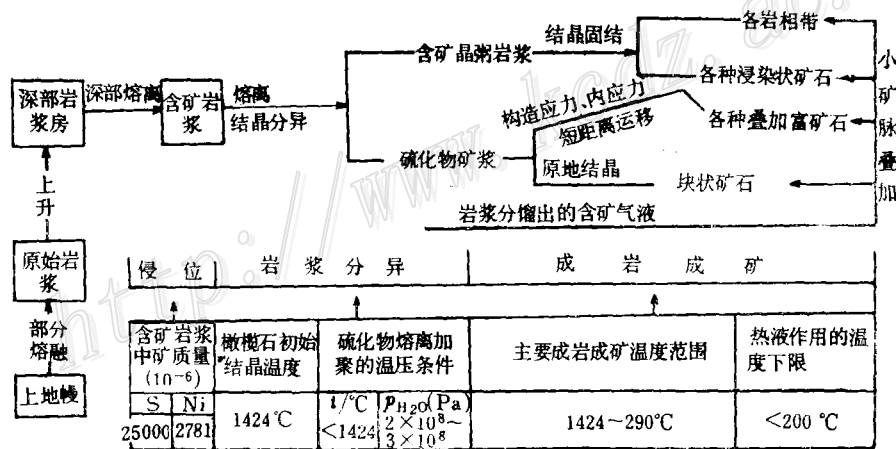 各岩相带
结晶固结
含矿晶粥岩浆
小矿脉叠加
各种浸染状矿石
深部岩浆房
深部熔离
含矿岩浆
熔离
结晶分异
构造应力、内应力
短距离运移
各种叠加富矿石
硫化物矿浆
原地结晶
块状矿石
上升
岩浆分馏出的含矿气液
原始岩浆
侵位
岩浆分异
成岩成矿
部分熔融
上地幔
含矿岩浆
中矿质量
(10⁻⁶)
橄榄石初始
结晶温度
硫化物熔离加
聚的温压条件
主要成岩成矿温度范围
热液作用的温
度下限
S Ni
25000 2781
1424℃
t/℃
<1424
pH₂O(Pa)
2×10⁸~
3×10⁸
1424~290℃
<200 ℃